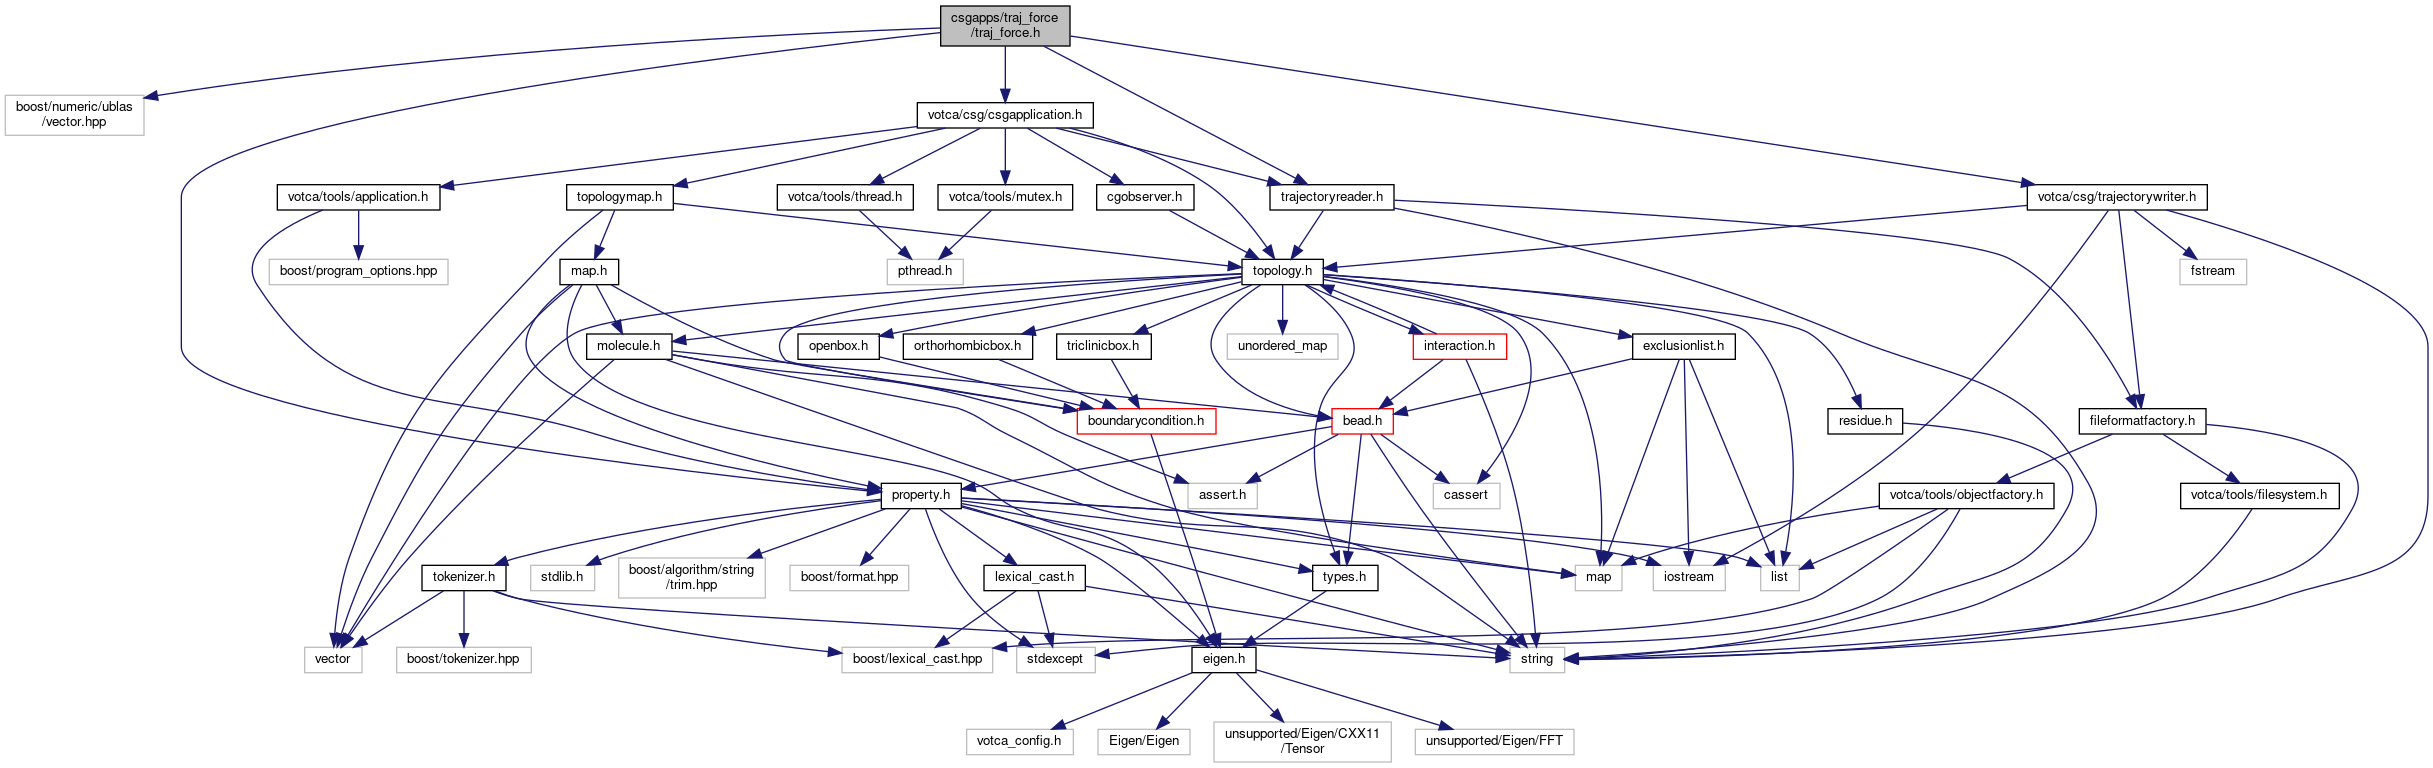 csgapps/traj_force
/traj_force.h
boost/numeric/ublas
/vector.hpp
votca/csg/csgapplication.h
votca/tools/application.h
topologymap.h
votca/tools/thread.h
votca/tools/mutex.h
cgobserver.h
trajectoryreader.h
votca/csg/trajectorywriter.h
boost/program_options.hpp
map.h
pthread.h
topology.h
fstream
molecule.h
openbox.h
orthorhombicbox.h
triclinicbox.h
unordered_map
interaction.h
exclusionlist.h
boundarycondition.h
bead.h
residue.h
fileformatfactory.h
property.h
assert.h
cassert
votca/tools/objectfactory.h
votca/tools/filesystem.h
tokenizer.h
stdlib.h
boost/algorithm/string
/trim.hpp
boost/format.hpp
lexical_cast.h
types.h
map
iostream
list
vector
boost/tokenizer.hpp
boost/lexical_cast.hpp
stdexcept
eigen.h
string
votca_config.h
Eigen/Eigen
unsupported/Eigen/CXX11
/Tensor
unsupported/Eigen/FFT